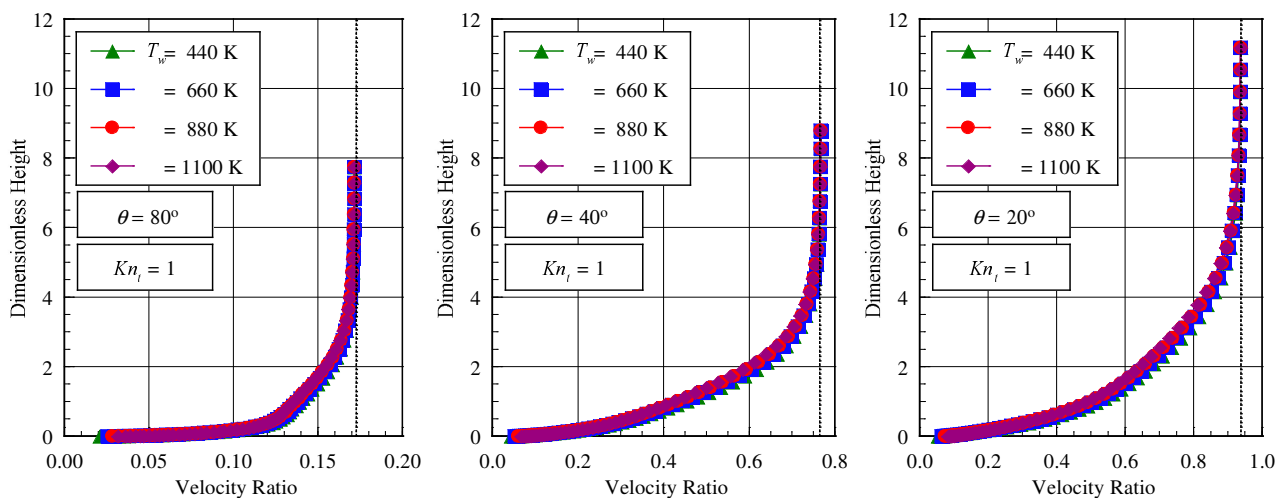 12
10
8
6
4
2
0
Dimensionless Height
T_w= 440 K
= 660 K
= 880 K
= 1100 K
θ = 80º
Kn_t = 1
0.00 0.05 0.10 0.15 0.20
Velocity Ratio
12
10
8
6
4
2
0
Dimensionless Height
T_w= 440 K
= 660 K
= 880 K
= 1100 K
θ = 40º
Kn_t = 1
0.0 0.2 0.4 0.6 0.8
Velocity Ratio
12
10
8
6
4
2
0
Dimensionless Height
T_w= 440 K
= 660 K
= 880 K
= 1100 K
θ = 20º
Kn_t = 1
0.0 0.2 0.4 0.6 0.8 1.0
Velocity Ratio